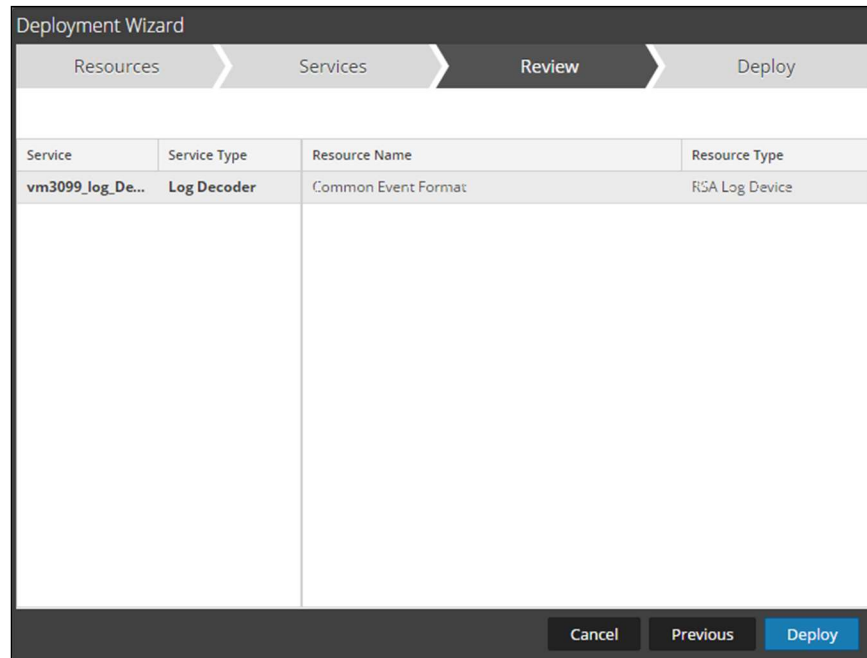 Deployment Wizard
Resources Services Review Deploy
Service Service Type Resource Name Resource Type
vm3099_log_De... Log Decoder Common Event Format RSA Log Device
Cancel Previous Deploy